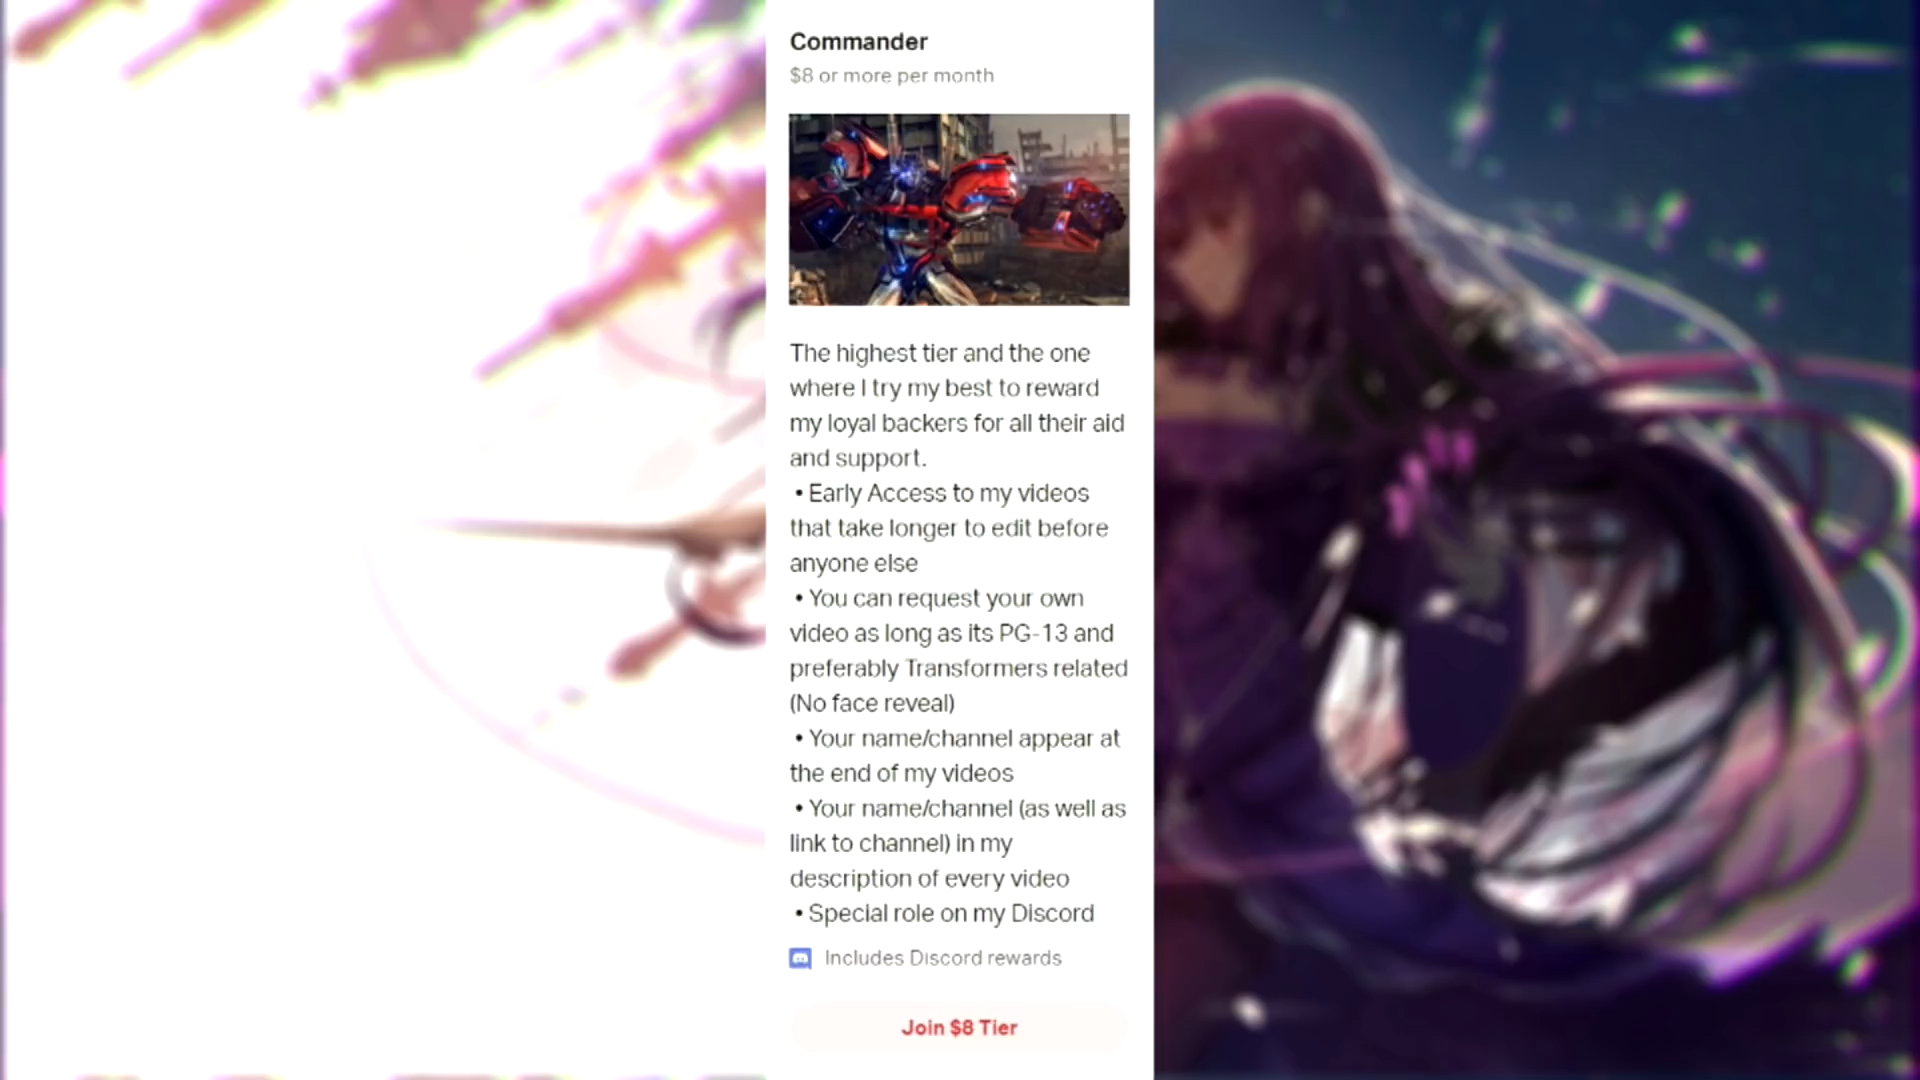 Commander
$8 or more per month
The highest tier and the one
where I try my best to reward
my loyal backers for all their aid
and support.
• Early Access to my videos
that take longer to edit before
anyone else
• You can request your own
video as long as its PG-13 and
preferably Transformers related
(No face reveal)
• Your name/channel appear at
the end of my videos
• Your name/channel (as well as
link to channel) in my
description of every video
• Special role on my Discord
Includes Discord rewards
Join $8 Tier